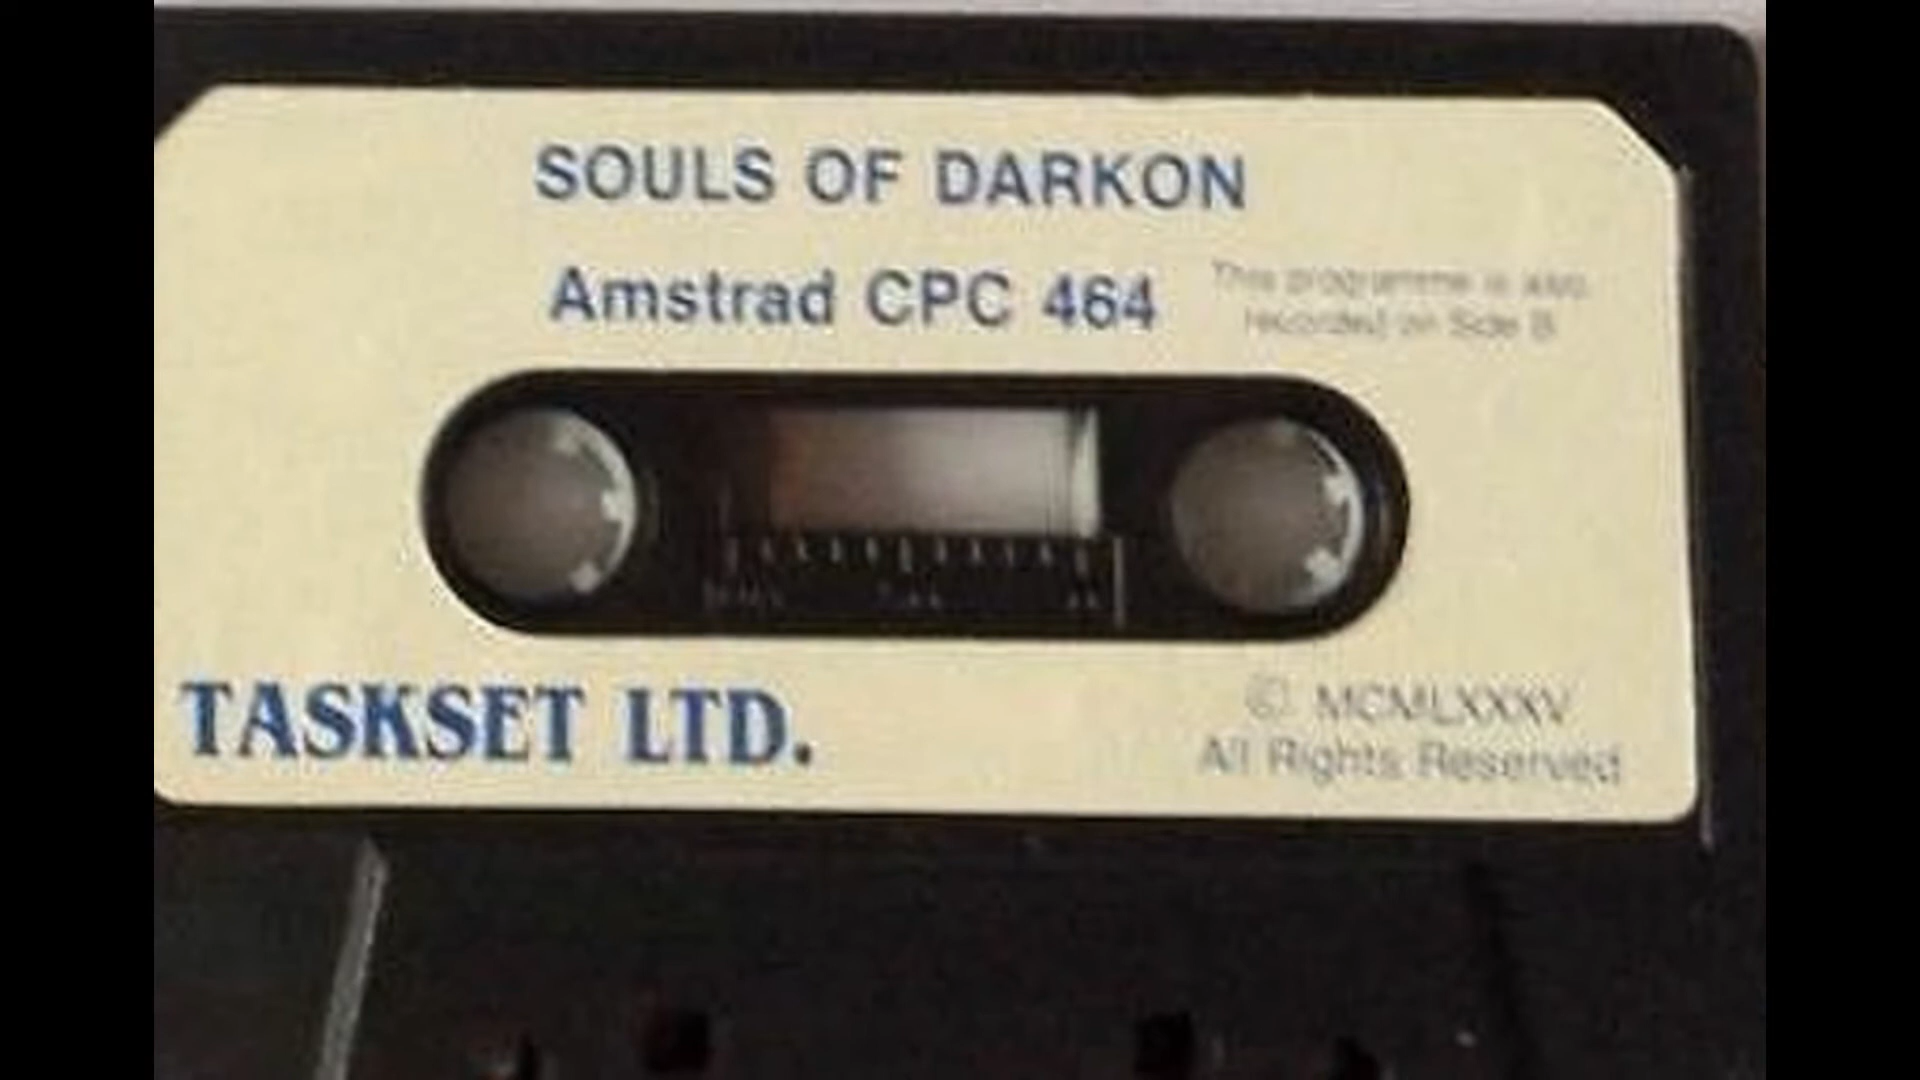 SOULS OF DARKON
Amstrad CPC 464
This programme is also
recorded on Side B
TASKSET LTD.
© MCMLXXXV
All Rights Reserved